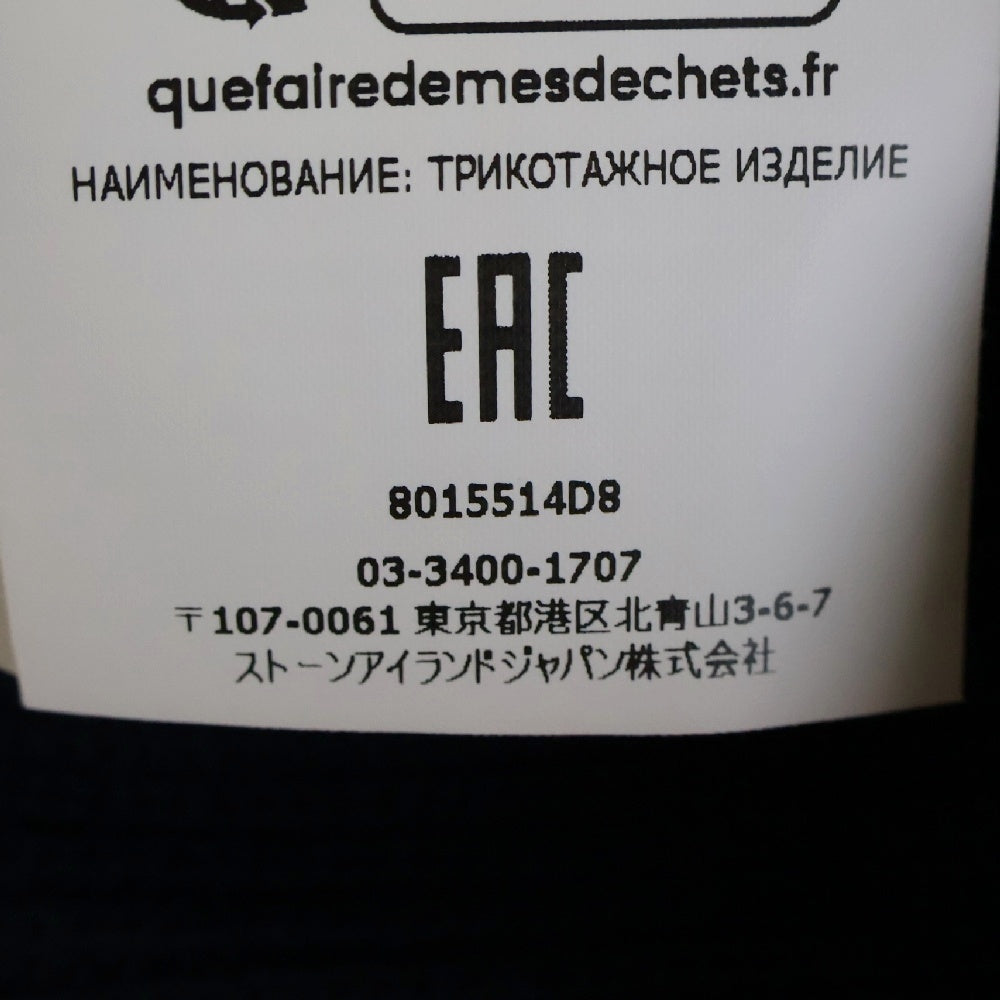 quefairedemesdechets.fr
НАИМЕНОВАНИЕ: ТРИКОТАЖНОЕ ИЗДЕЛИЕ
EAC
8015514D8
03-3400-1707
〒107-0061 東京都港区北青山3-6-7
ストーンアイランドジャパン株式会社